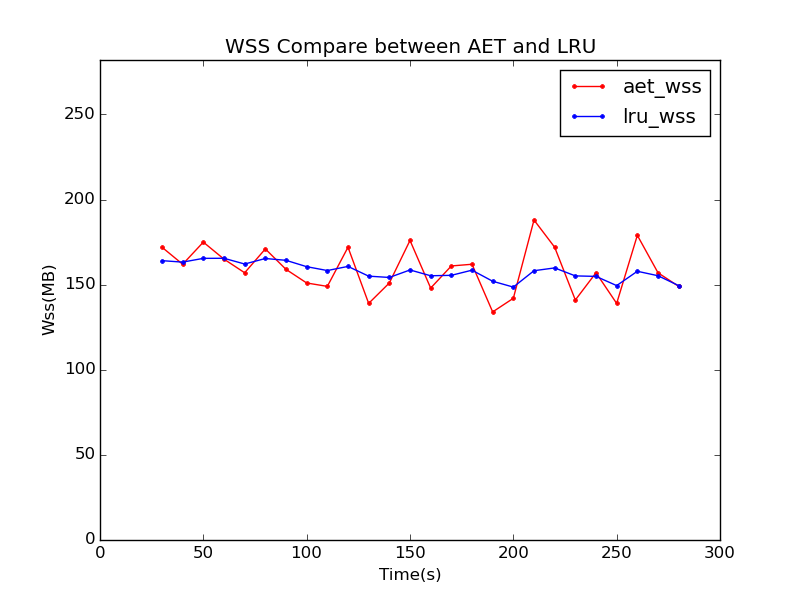 WSS Compare between AET and LRU
aet_wss
lru_wss
250
200
150
100
50
0
Wss(MB)
0 50 100 150 200 250 300
Time(s)